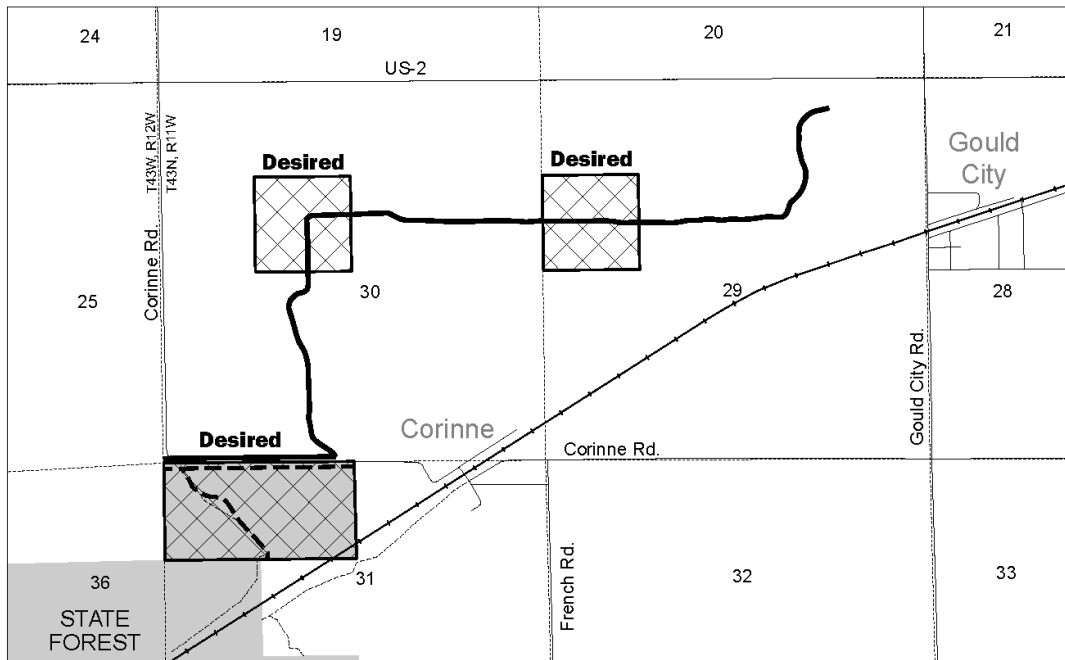 24
19
20
21
US-2
T43W, R12W
T43N, R11W
Desired
Desired
Gould
City
Corinne Rd.
25
30
29
28
Gould City Rd.
Desired
Corinne
Corinne Rd.
French Rd.
36
31
32
33
STATE
FOREST